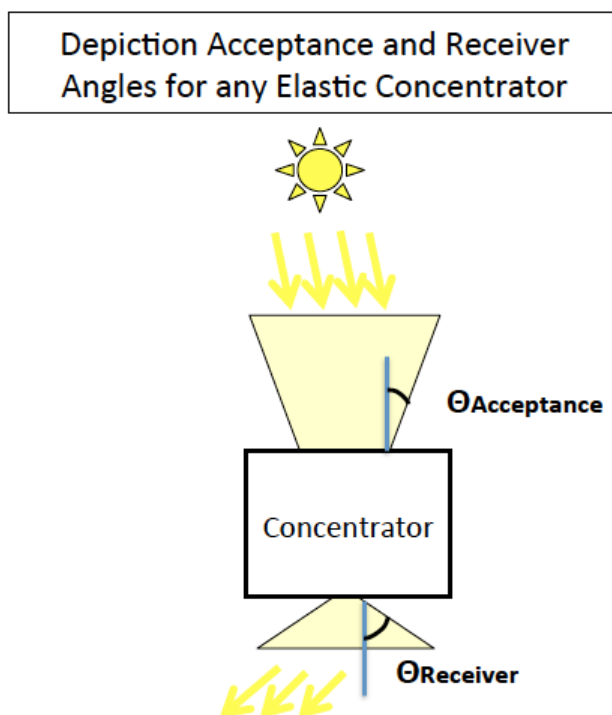 Depiction Acceptance and Receiver
Angles for any Elastic Concentrator
ΘAcceptance
Concentrator
ΘReceiver